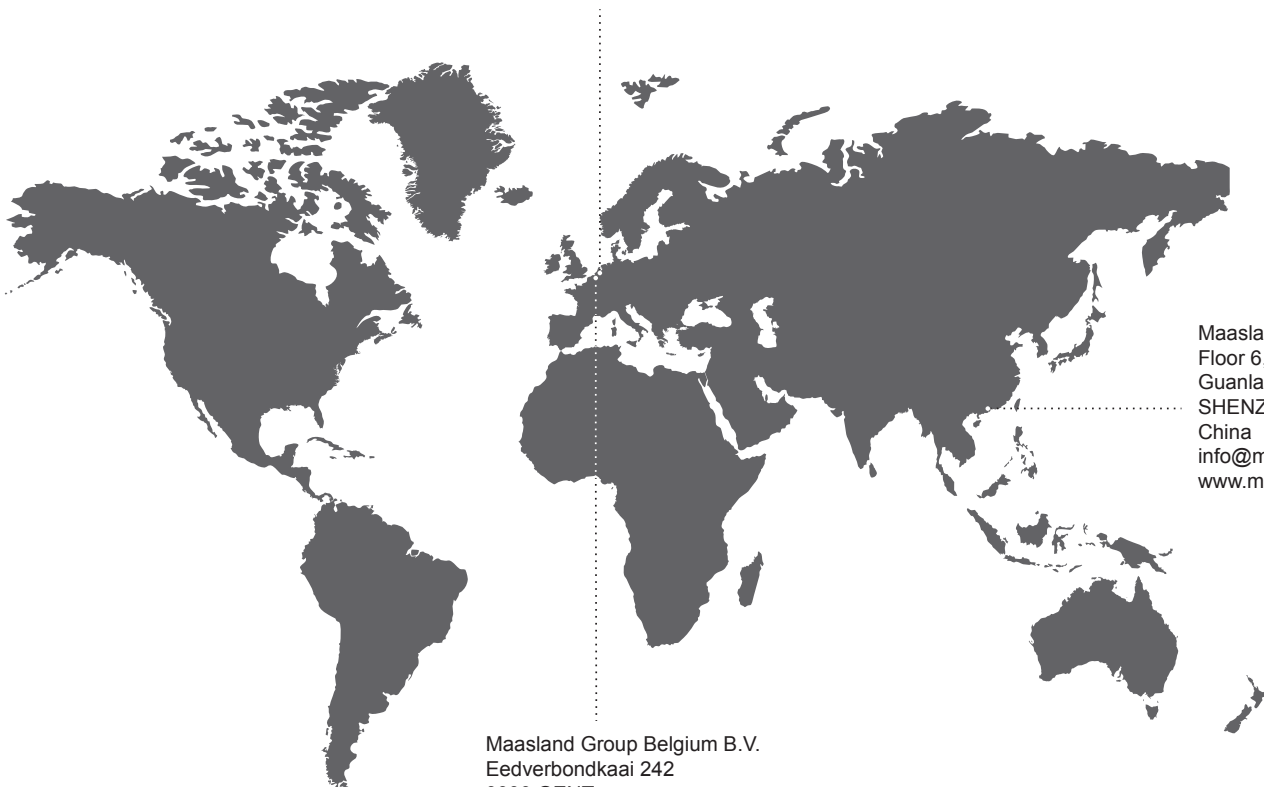 Maasla
Floor 6
Guanla
SHENZ
China
info@m
www.m
Maasland Group Belgium B.V.
Eedverbondkaai 242